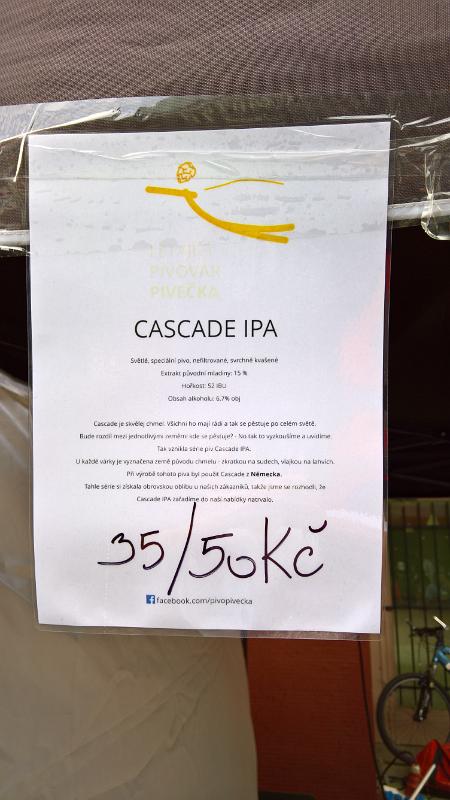 LÉTAJÍCÍ
PIVOVAR
PIVEČKA
CASCADE IPA
Světlé, speciální pivo, nefiltrované, svrchně kvašené
Extrakt původní mladiny: 15 %
Hořkost: 52 IBU
Obsah alkoholu: 6,7% obj
Cascade je skvělej chmel. Všichni ho mají rádi a tak se pěstuje po celém světě.
Bude rozdíl mezi jednotlivými zeměmi kde se pěstuje? - No tak to vyzkoušíme a uvidíme.
Tak vznikla série piv Cascade IPA.
U každé várky je vyznačena země původu chmelu - zkratkou na sudech, vlajkou na lahvích.
Při výrobě tohoto piva byl použit Cascade z Německa.
Tahle série si získala obrovskou oblibu u našich zákazníků, takže jsme se rozhodli, že
Cascade IPA zařadíme do naší nabídky natrvalo.
35/50Kč
facebook.com/pivopivecka